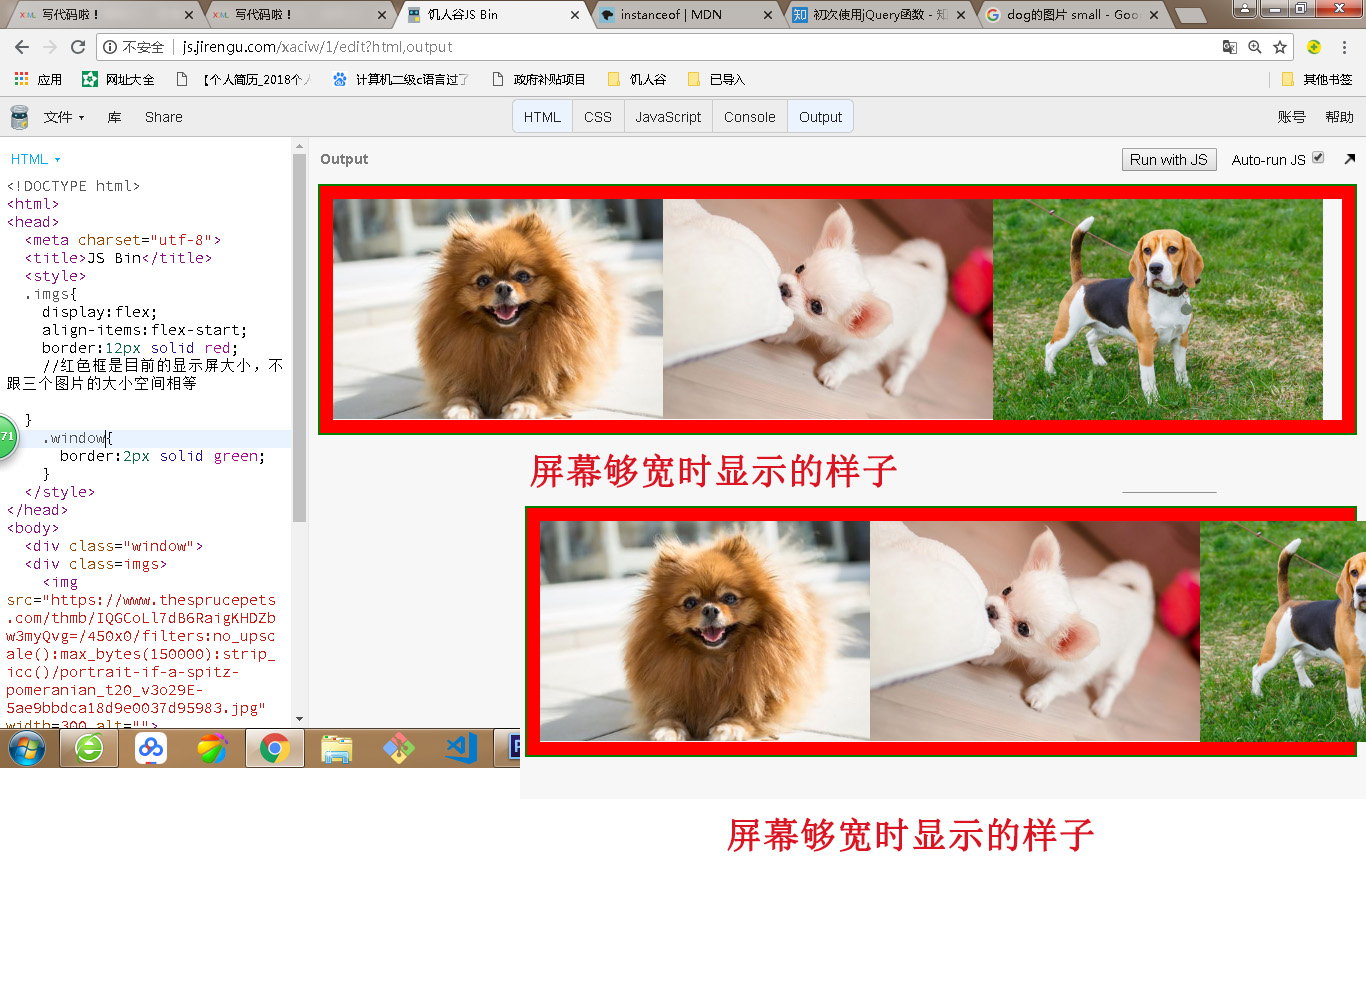 写代码啦！
写代码啦！
饥人谷JS Bin
instanceof | MDN
初次使用jQuery函数 - 知
dog的图片 small - Goo
不安全
js.jirengu.com/xaciw/1/edit?html,output
应用
网址大全
【个人简历_2018个人
计算机二级c语言过了
政府补贴项目
饥人谷
已导入
其他书签
文件
库
Share
HTML
CSS
JavaScript
Console
Output
账号
帮助
HTML
Output
Run with JS
Auto-run JS
<!DOCTYPE html>
<html>
<head>
<meta charset="utf-8">
<title>JS Bin</title>
<style>
.imgs{
display:flex;
align-items:flex-start;
border:12px solid red;
//红色框是目前的显示屏大小，不
跟三个图片的大小空间相等
}
.window{
border:2px solid green;
}
</style>
</head>
<body>
<div class="window">
<div class=imgs>
<img
src="https://www.thesprucepets
.com/thmb/IQGCoLl7dB6RaigKHDZb
w3myQvg=/450x0/filters:no_upsc
ale():max_bytes(150000):strip_
icc()/portrait-if-a-spitz-
pomeranian_t20_v3o29E-
5ae9bbdca18d9e0037d95983.jpg"
width=300 alt="">
71
屏幕够宽时显示的样子
屏幕够宽时显示的样子